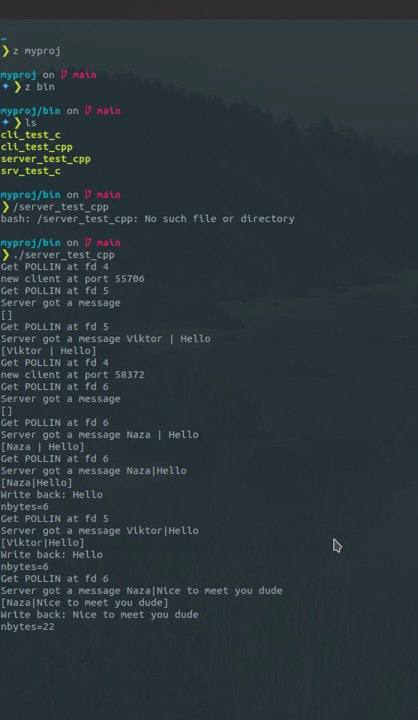 ~
❯ z myproj
myproj on main
✦ ❯ z bin
myproj/bin on main
✦ ❯ ls
cli_test_c
cli_test_cpp
server_test_cpp
srv_test_c
myproj/bin on main
❯ /server_test_cpp
bash: /server_test_cpp: No such file or directory
myproj/bin on main
❯ ./server_test_cpp
Get POLLIN at fd 4
new client at port 55706
Get POLLIN at fd 5
Server got a message
[]
Get POLLIN at fd 5
Server got a message Viktor | Hello
[Viktor | Hello]
Get POLLIN at fd 4
new client at port 58372
Get POLLIN at fd 6
Server got a message
[]
Get POLLIN at fd 6
Server got a message Naza | Hello
[Naza | Hello]
Get POLLIN at fd 6
Server got a message Naza|Hello
[Naza|Hello]
Write back: Hello
nbytes=6
Get POLLIN at fd 5
Server got a message Viktor|Hello
[Viktor|Hello]
Write back: Hello
nbytes=6
Get POLLIN at fd 6
Server got a message Naza|Nice to meet you dude
[Naza|Nice to meet you dude]
Write back: Nice to meet you dude
nbytes=22